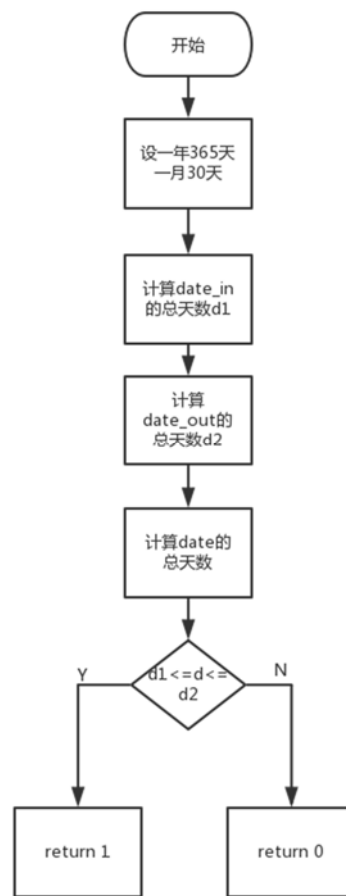 开始
设一年365天
一月30天
计算date_in
的总天数d1
计算
date_out的
总天数d2
计算date的
总天数
d1<=d<=
d2
Y
N
return 1
return 0